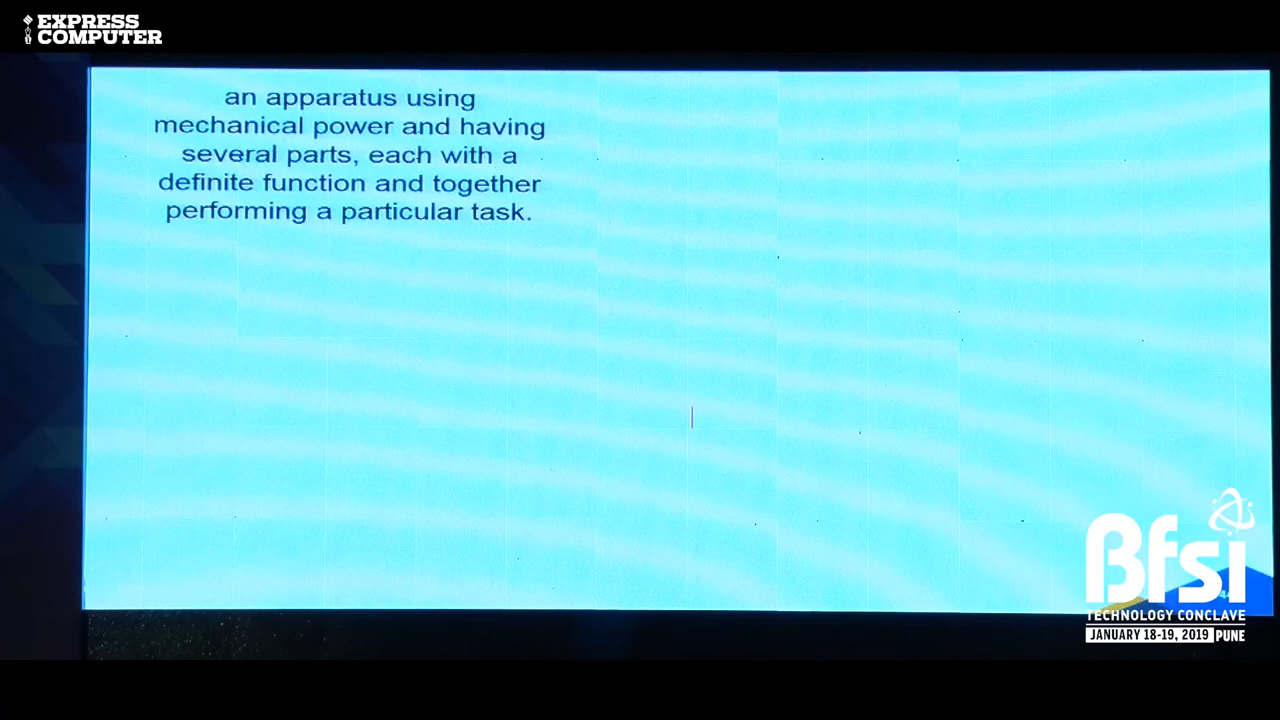 EXPRESS
COMPUTER
an apparatus using
mechanical power and having
several parts, each with a
definite function and together
performing a particular task.
Bfsi
TECHNOLOGY CONCLAVE
JANUARY 18-19, 2019 PUNE